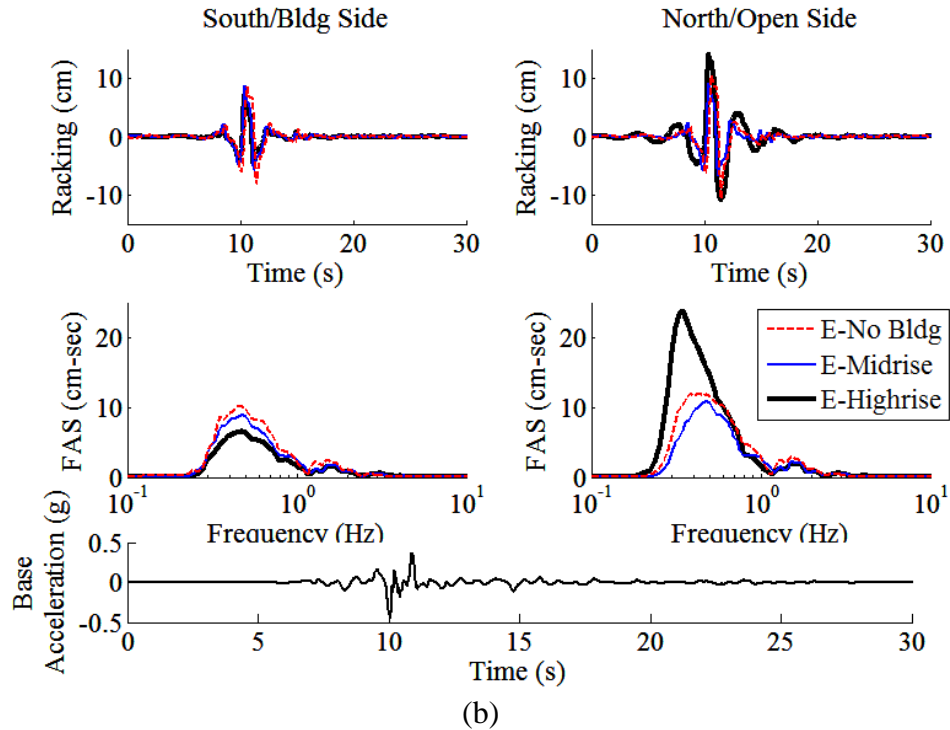 South/Bldg Side
North/Open Side
Racking (cm)
10
0
-10
0 10 20 30
Time (s)
Racking (cm)
10
0
-10
0 10 20 30
Time (s)
FAS (cm-sec)
20
10
0
10^-1 10^0 10^1
Frequency (Hz)
FAS (cm-sec)
20
10
0
10^-1 10^0 10^1
Frequency (Hz)
E-No Bldg
E-Midrise
E-Highrise
Base
Acceleration (g)
0.5
0
-0.5
0 5 10 15 20 25 30
Time (s)
(b)